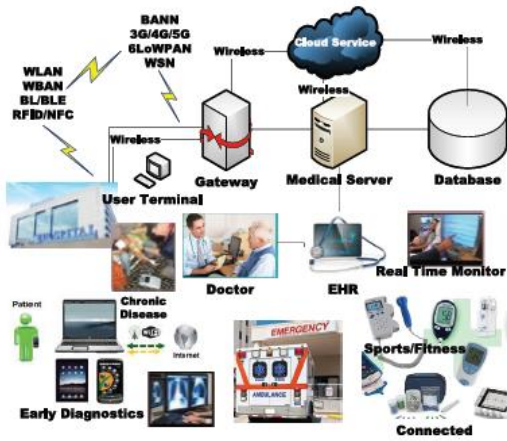 BANN
3G/4G/5G
6LoWPAN
WSN
WLAN
WBAN
BL/BLE
RFID/NFC
Cloud Service
Wireless
Wireless
Wireless
Wireless
User Terminal
Gateway
Medical Server
Database
HOSPITAL
Doctor
EHR
Real Time Monitor
Chronic
Disease
Patient
WiFi
Internet
EMERGENCY
AMBULANCE
Sports/Fitness
Early Diagnostics
Connected